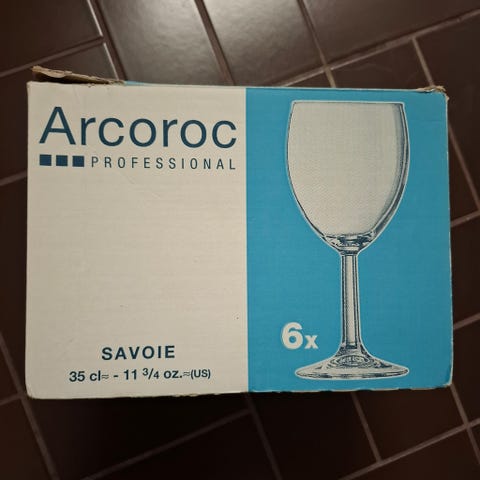 Arcoroc
PROFESSIONAL
6x
SAVOIE
35 cl≈ - 11 3/4 oz.≈(US)